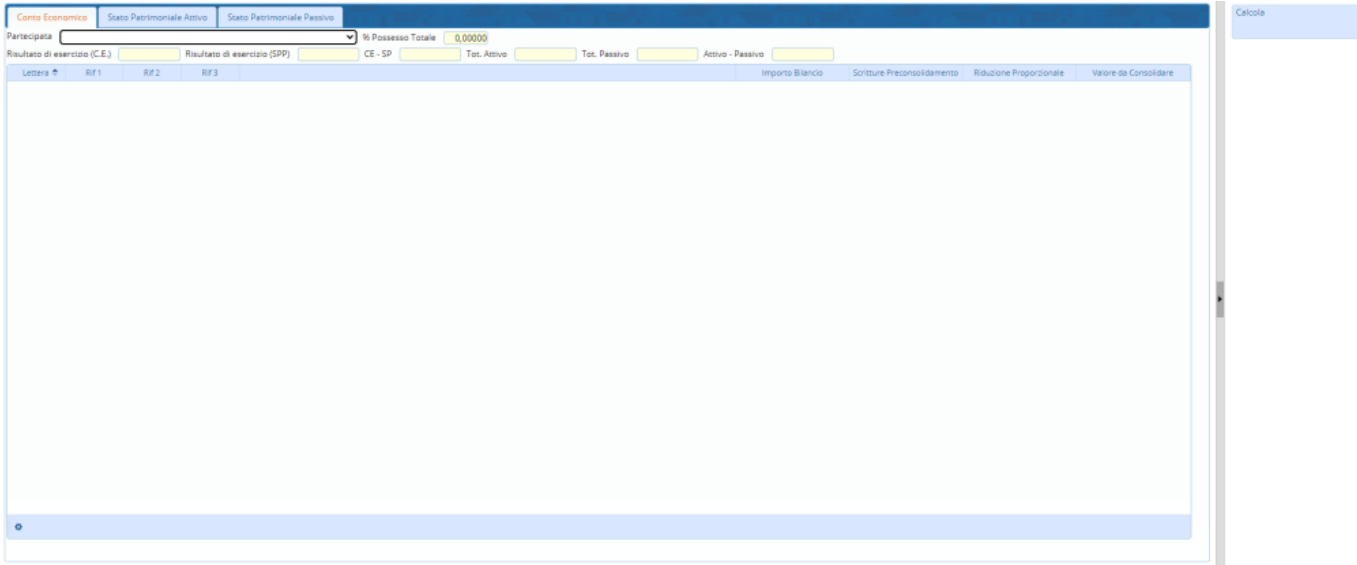 Conto Economico Stato Patrimoniale Attivo Stato Patrimoniale Passivo Calcola
Partecipata % Possesso Totale 0,00000
Risultato di esercizio (C.E.) Risultato di esercizio (SPP) CE - SP Tot. Attivo Tot. Passivo Attivo - Passivo
Lettera Rif 1 Rif 2 Rif 3 Importo Bilancio Scritture Preconsolidamento Riduzione Proporzionale Valore da Consolidare